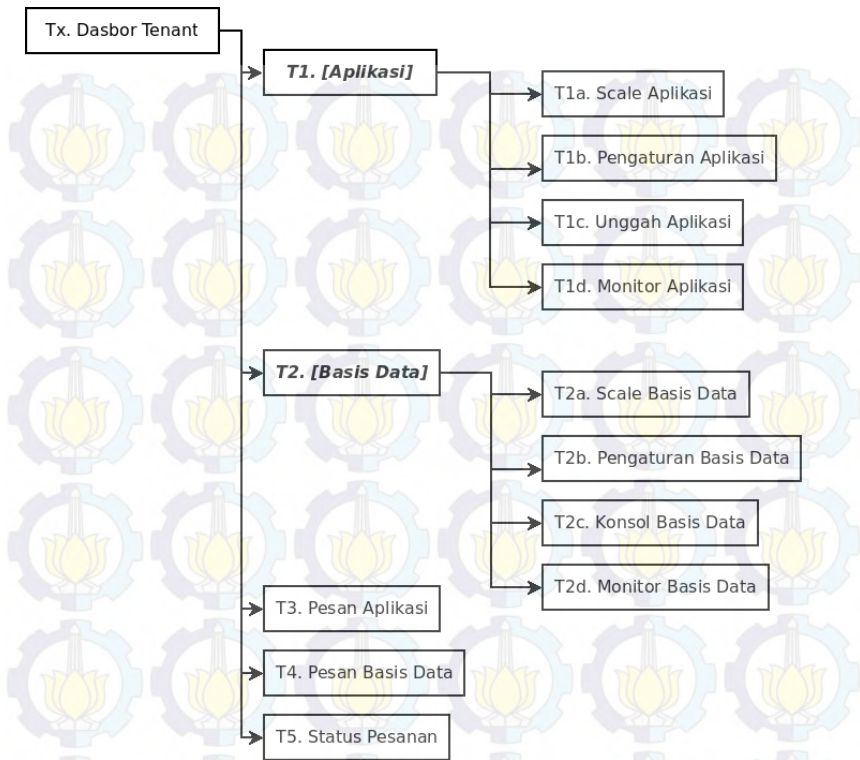 Tx. Dasbor Tenant
T1. [Aplikasi]
T1a. Scale Aplikasi
T1b. Pengaturan Aplikasi
T1c. Unggah Aplikasi
T1d. Monitor Aplikasi
T2. [Basis Data]
T2a. Scale Basis Data
T2b. Pengaturan Basis Data
T2c. Konsol Basis Data
T2d. Monitor Basis Data
T3. Pesan Aplikasi
T4. Pesan Basis Data
T5. Status Pesanan